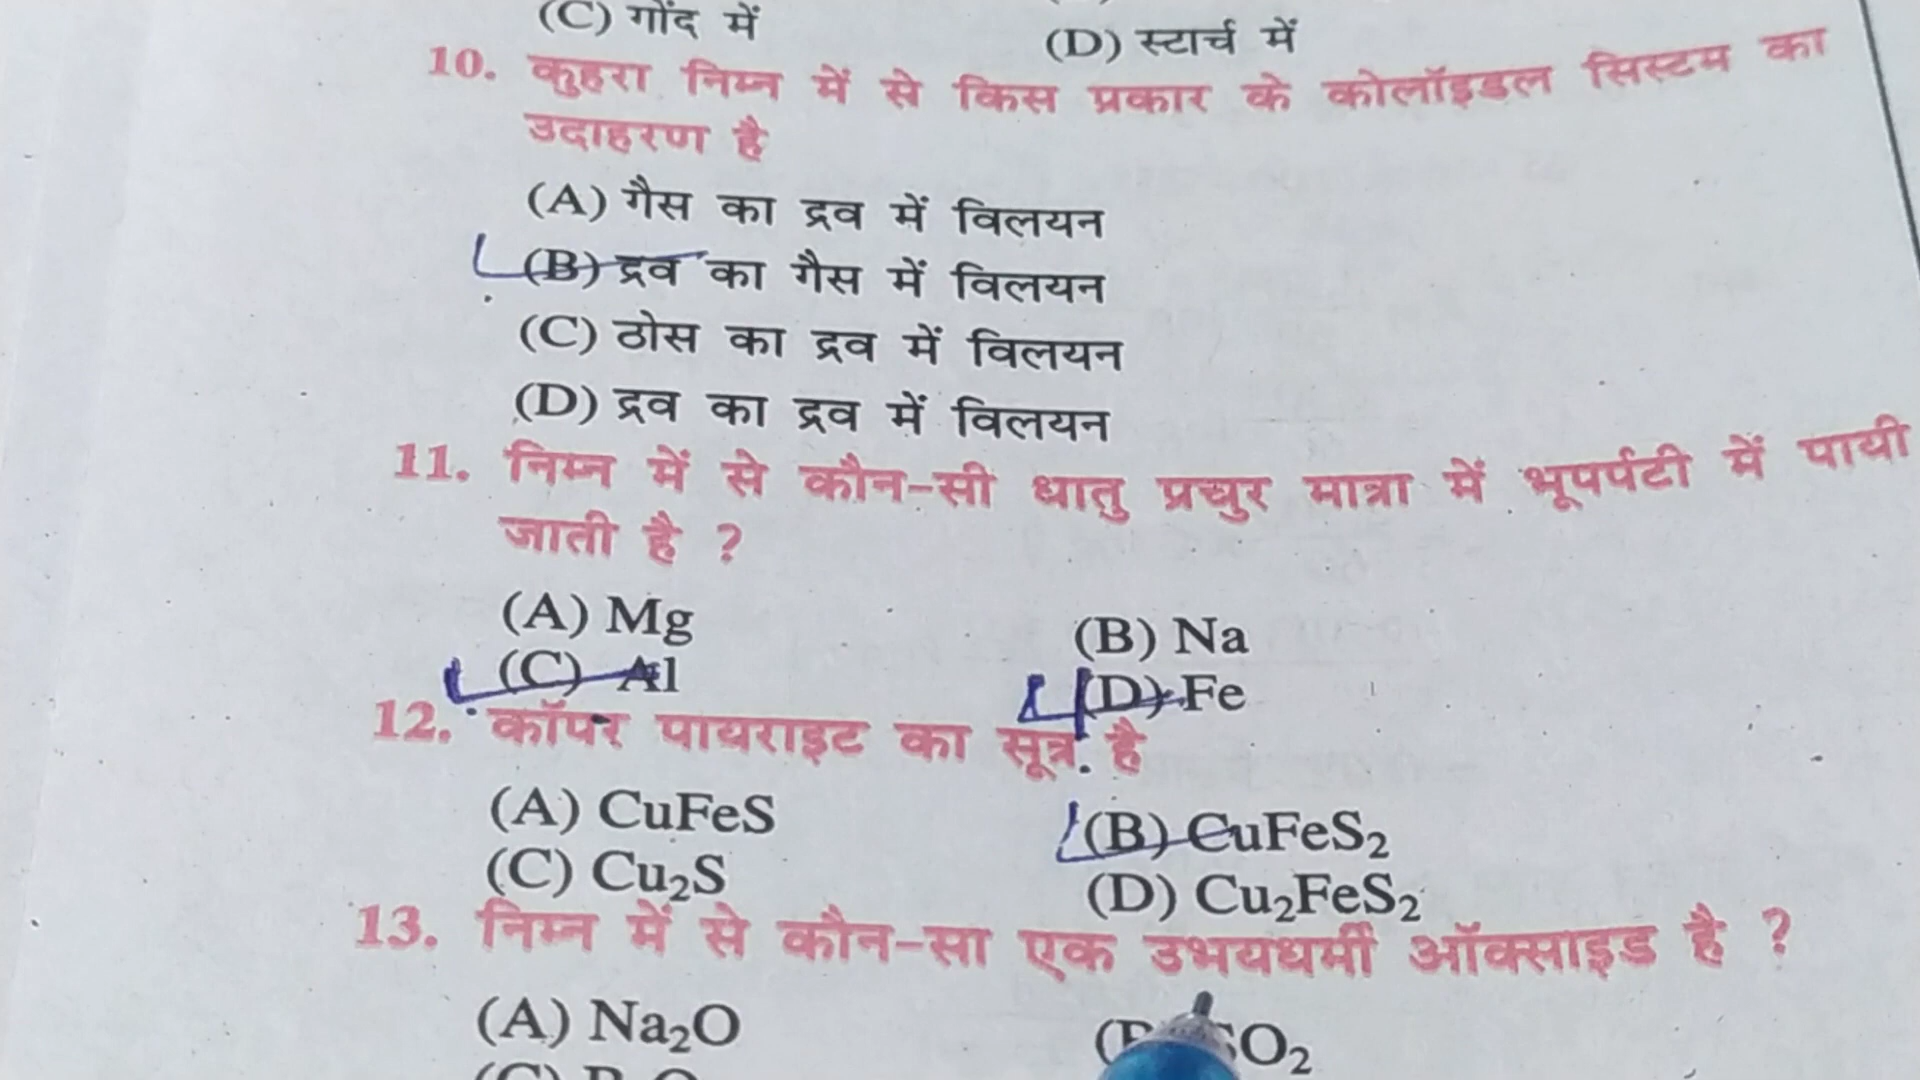 (C) गोंद में
(D) स्टार्च में
10. कुहरा निम्न में से किस प्रकार के कोलॉइडल सिस्टम का
उदाहरण है
(A) गैस का द्रव में विलयन
(B) द्रव का गैस में विलयन
(C) ठोस का द्रव में विलयन
(D) द्रव का द्रव में विलयन
11. निम्न में से कौन-सी धातु प्रचुर मात्रा में भूपर्पटी में पायी
जाती है ?
(A) Mg
(B) Na
(C) Al
(D) Fe
12. कॉपर पायराइट का सूत्र है
(A) CuFeS
(B) CuFeS₂
(C) Cu₂S
(D) Cu₂FeS₂
13. निम्न में से कौन-सा एक उभयधर्मी ऑक्साइड है ?
(A) Na₂O